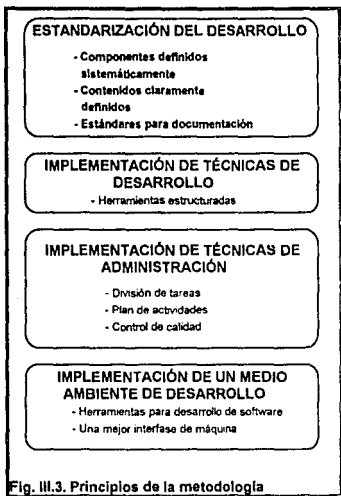 ESTANDARIZACIÓN DEL DESARROLLO
- Componentes definidos
sistemáticamente
- Contenidos claramente
definidos
- Estándares para documentación
IMPLEMENTACIÓN DE TÉCNICAS DE
DESARROLLO
- Herramientas estructuradas
IMPLEMENTACIÓN DE TÉCNICAS DE
ADMINISTRACIÓN
- División de tareas
- Plan de actividades
- Control de calidad
IMPLEMENTACIÓN DE UN MEDIO
AMBIENTE DE DESARROLLO
- Herramientas para desarrollo de software
- Una mejor interfase de máquina
Fig. III.3. Principios de la metodología